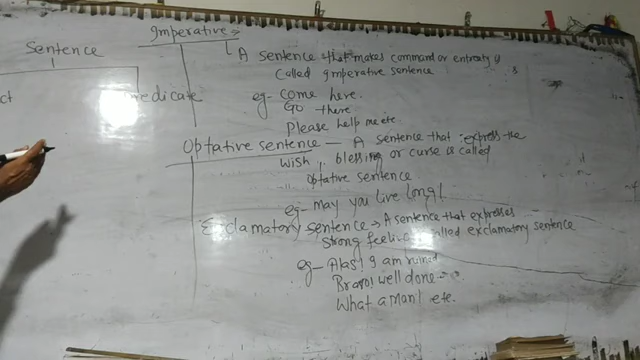 Sentence
ct
redicate
Imperative →
A sentence that makes command or entreaty is
Called Imperative sentence
eg- come here.
Go there
Please help me etc.
Optative sentence — A sentence that express the
wish, blessing or curse is called
Optative sentence
eg- may you live long!
Exclamatory sentence → A sentence that expresses
strong feeling called exclamatory sentence
eg- Alas! I am ruined
Bravo! well done
What a man! etc.